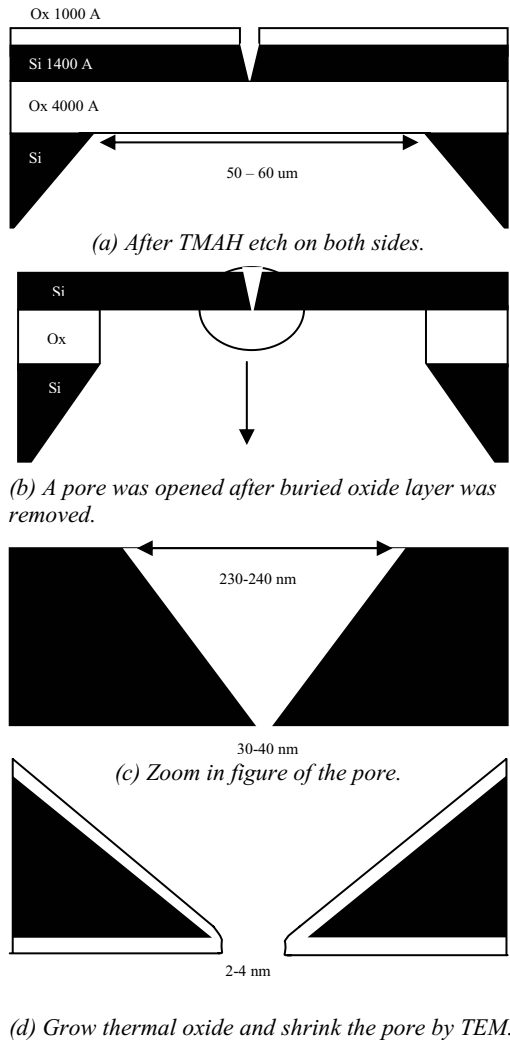 Ox 1000 A
Si 1400 A
Ox 4000 A
Si
50 – 60 um
(a) After TMAH etch on both sides.
Si
Ox
Si
(b) A pore was opened after buried oxide layer was
removed.
230-240 nm
30-40 nm
(c) Zoom in figure of the pore.
2-4 nm
(d) Grow thermal oxide and shrink the pore by TEM.